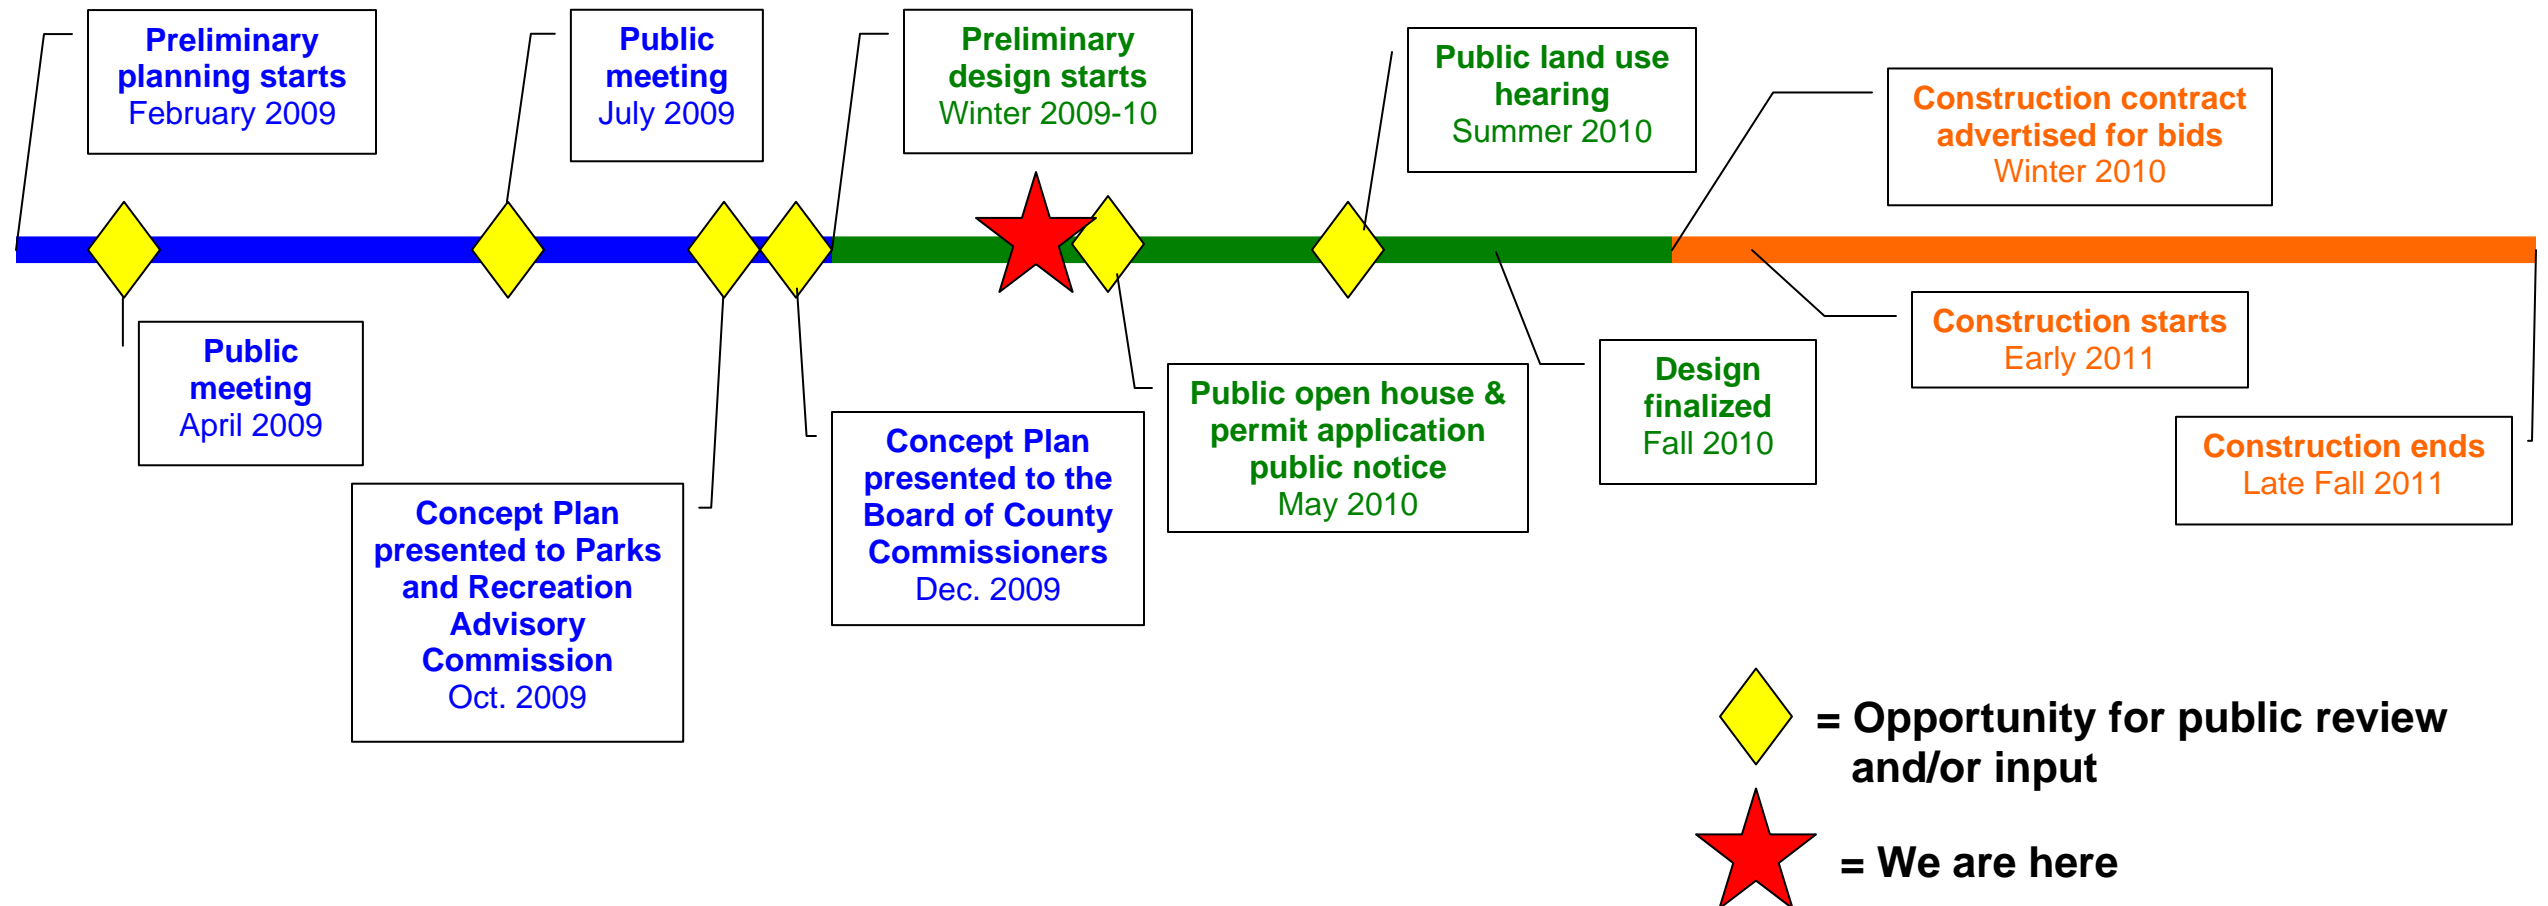 Preliminary
planning starts
February 2009
Public
meeting
July 2009
Preliminary
design starts
Winter 2009-10
Public land use
hearing
Summer 2010
Construction contract
advertised for bids
Winter 2010
Public
meeting
April 2009
Concept Plan
presented to Parks
and Recreation
Advisory
Commission
Oct. 2009
Concept Plan
presented to the
Board of County
Commissioners
Dec. 2009
Public open house &
permit application
public notice
May 2010
Design
finalized
Fall 2010
Construction starts
Early 2011
Construction ends
Late Fall 2011
= Opportunity for public review
and/or input
= We are here